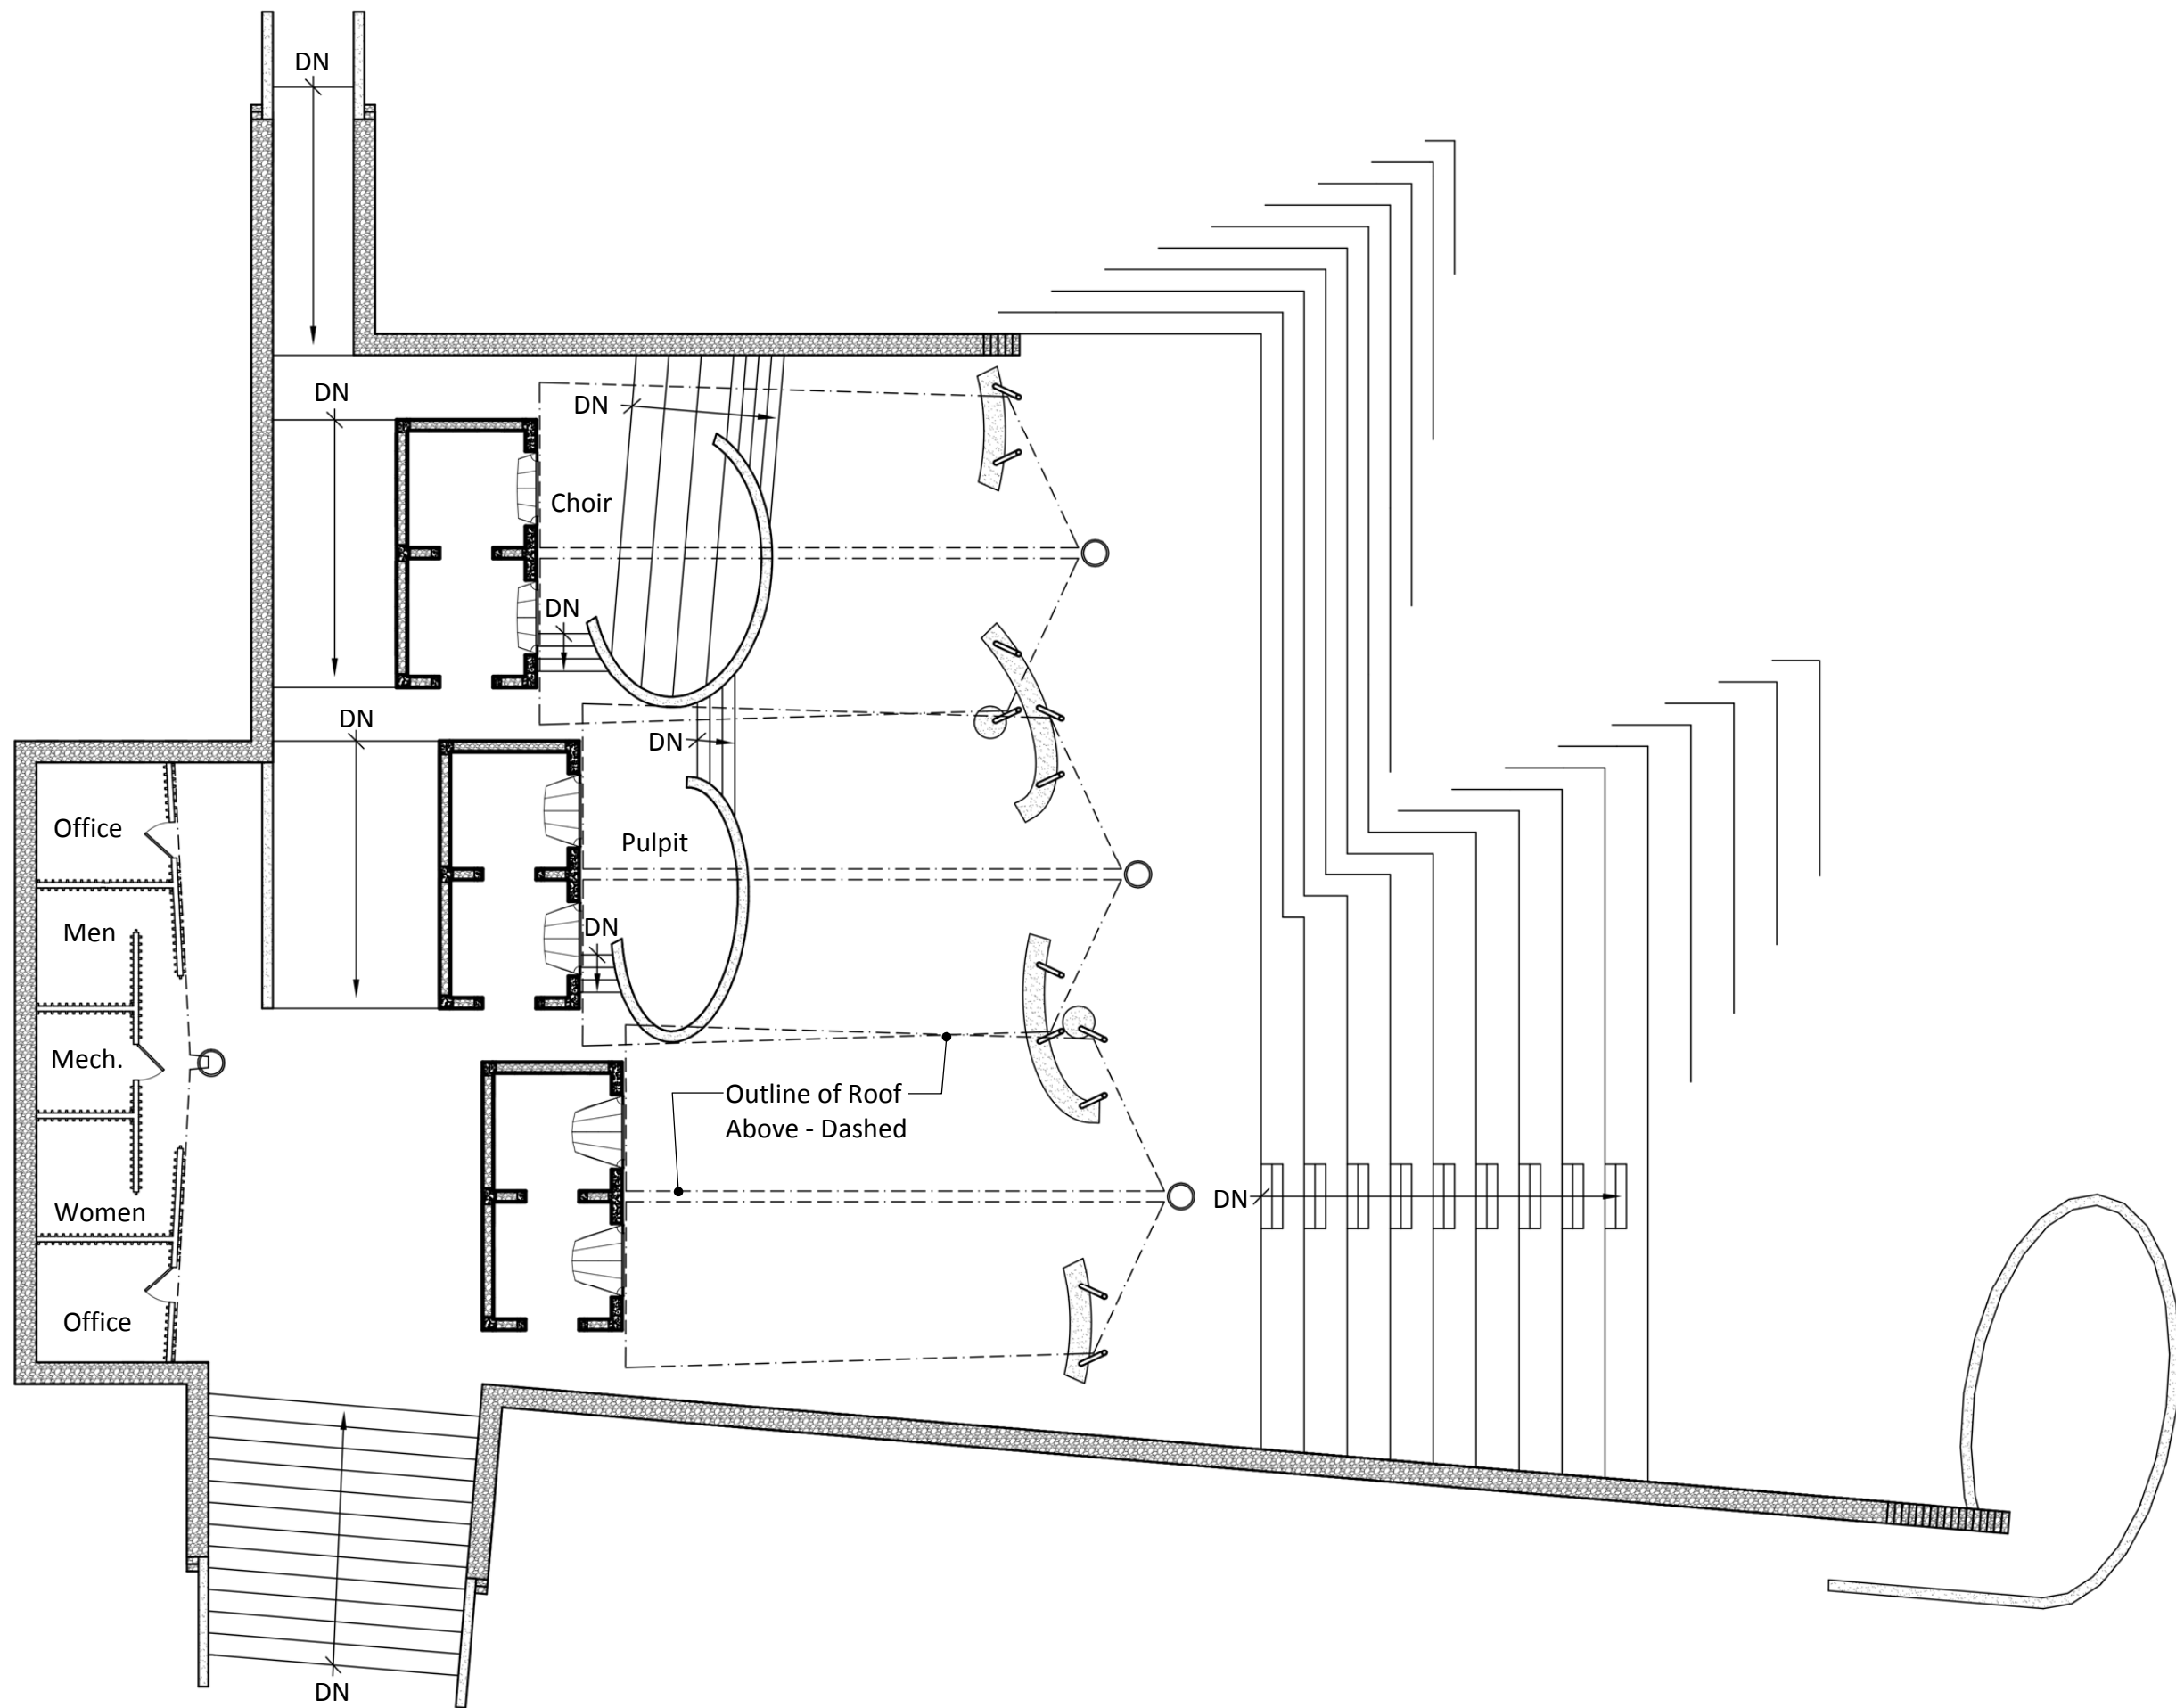 DN
DN
DN
Choir
DN
DN
DN
Office
Pulpit
Men
DN
Mech.
Outline of Roof
Above - Dashed
DN
Women
Office
DN